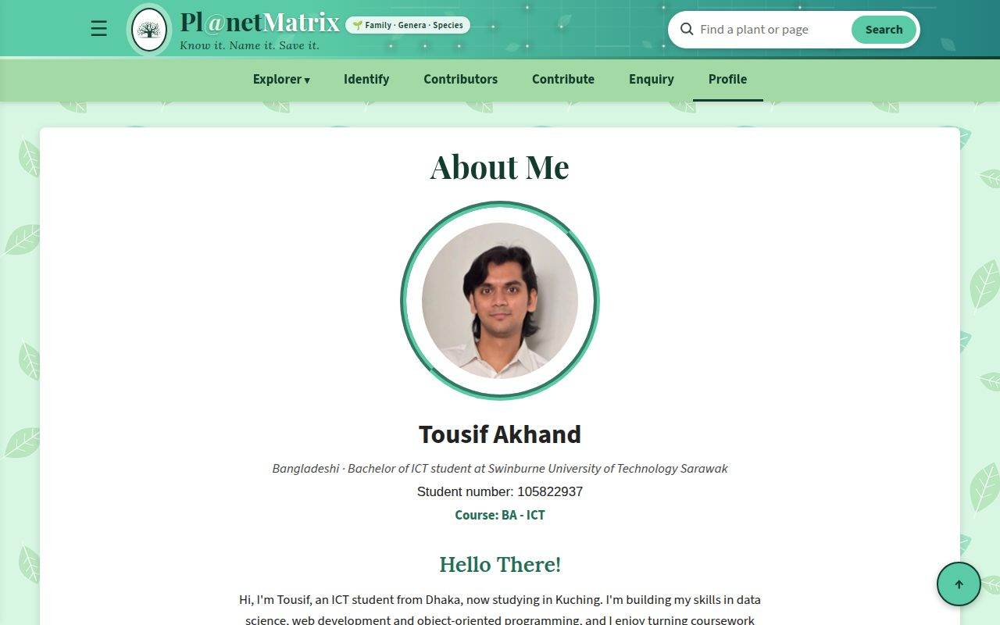 ☰
Pl@netMatrix
🌱 Family · Genera · Species
Know it. Name it. Save it.
Find a plant or page
Search
Explorer ▾
Identify
Contributors
Contribute
Enquiry
Profile
About Me
Tousif Akhand
Bangladeshi · Bachelor of ICT student at Swinburne University of Technology Sarawak
Student number: 105822937
Course: BA - ICT
Hello There!
Hi, I'm Tousif, an ICT student from Dhaka, now studying in Kuching. I'm building my skills in data
science, web development and object-oriented programming, and I enjoy turning coursework
↑